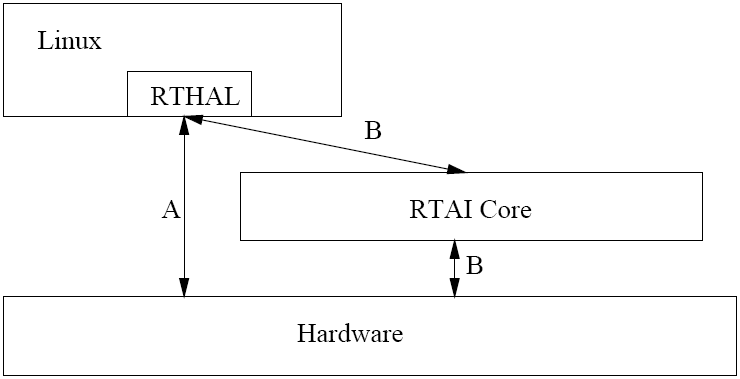 Linux
RTHAL
B
A
RTAI Core
B
Hardware